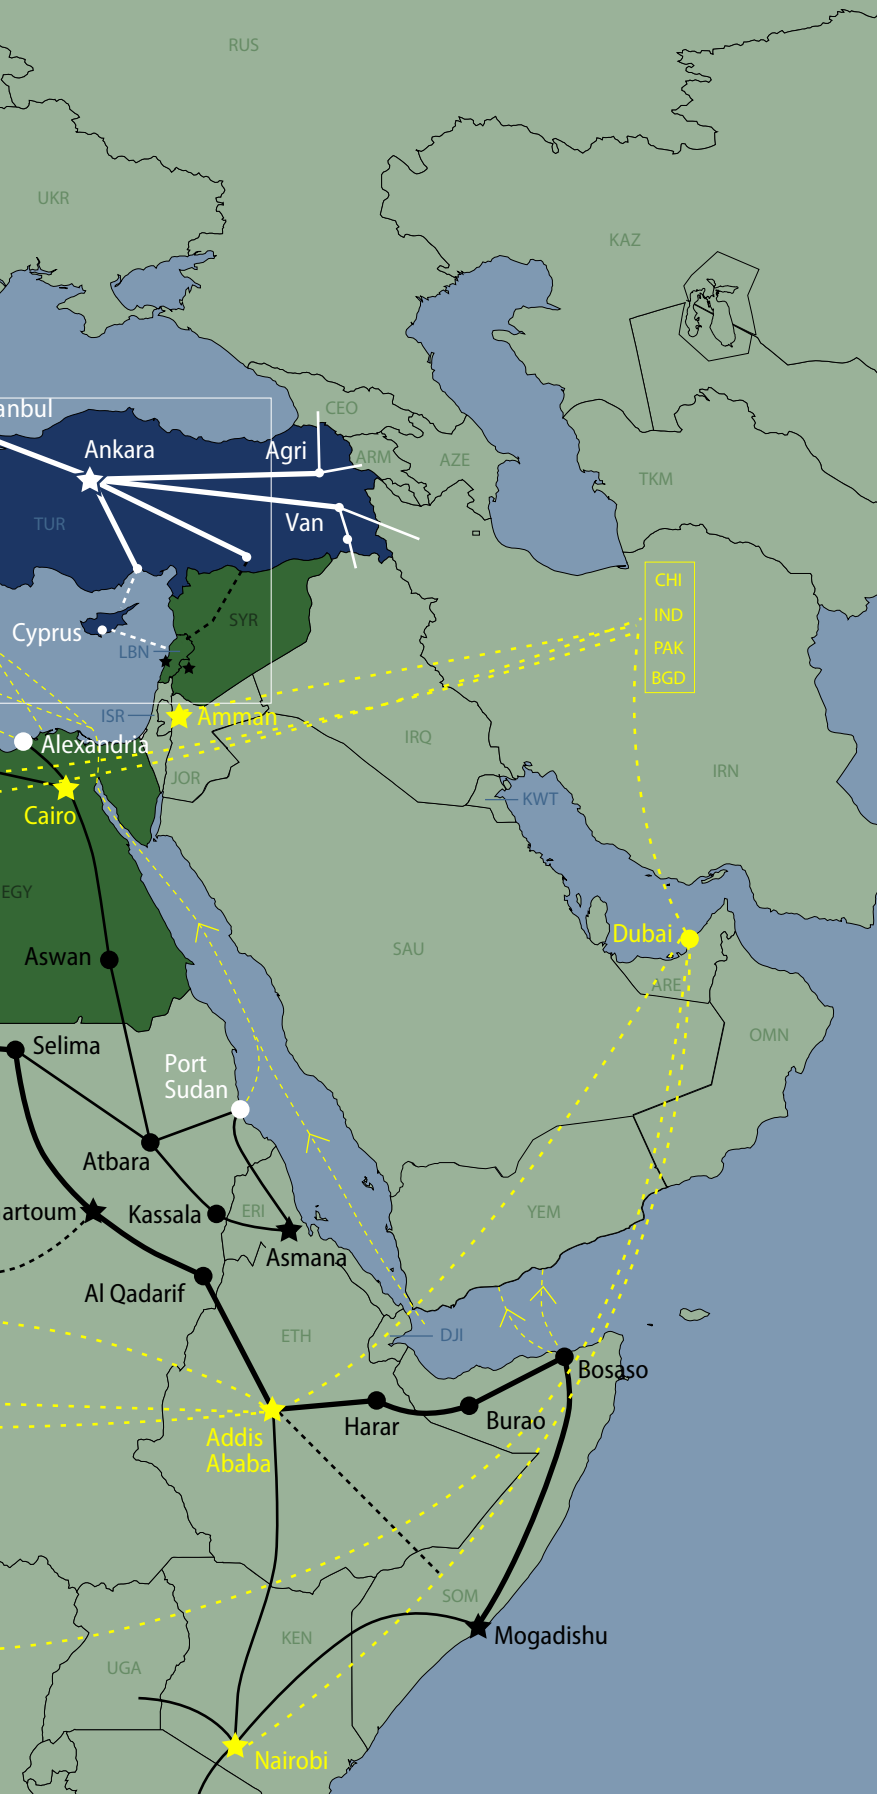 RUS
UKR
KAZ
anbul
CEO
Ankara
Agri
ARM
AZE
TKM
TUR
Van
CHI
IND
SYR
Cyprus
LBN
PAK
BGD
ISR
Amman
Alexandria
IRQ
IRN
JOR
KWT
Cairo
EGY
Dubai
SAU
Aswan
ARE
OMN
Selima
Port
Sudan
Atbara
artoum
Kassala
ERI
YEM
Asmana
Al Qadarif
ETH
DJI
Bosaso
Harar
Burao
Addis
Ababa
SOM
KEN
Mogadishu
UGA
Nairobi